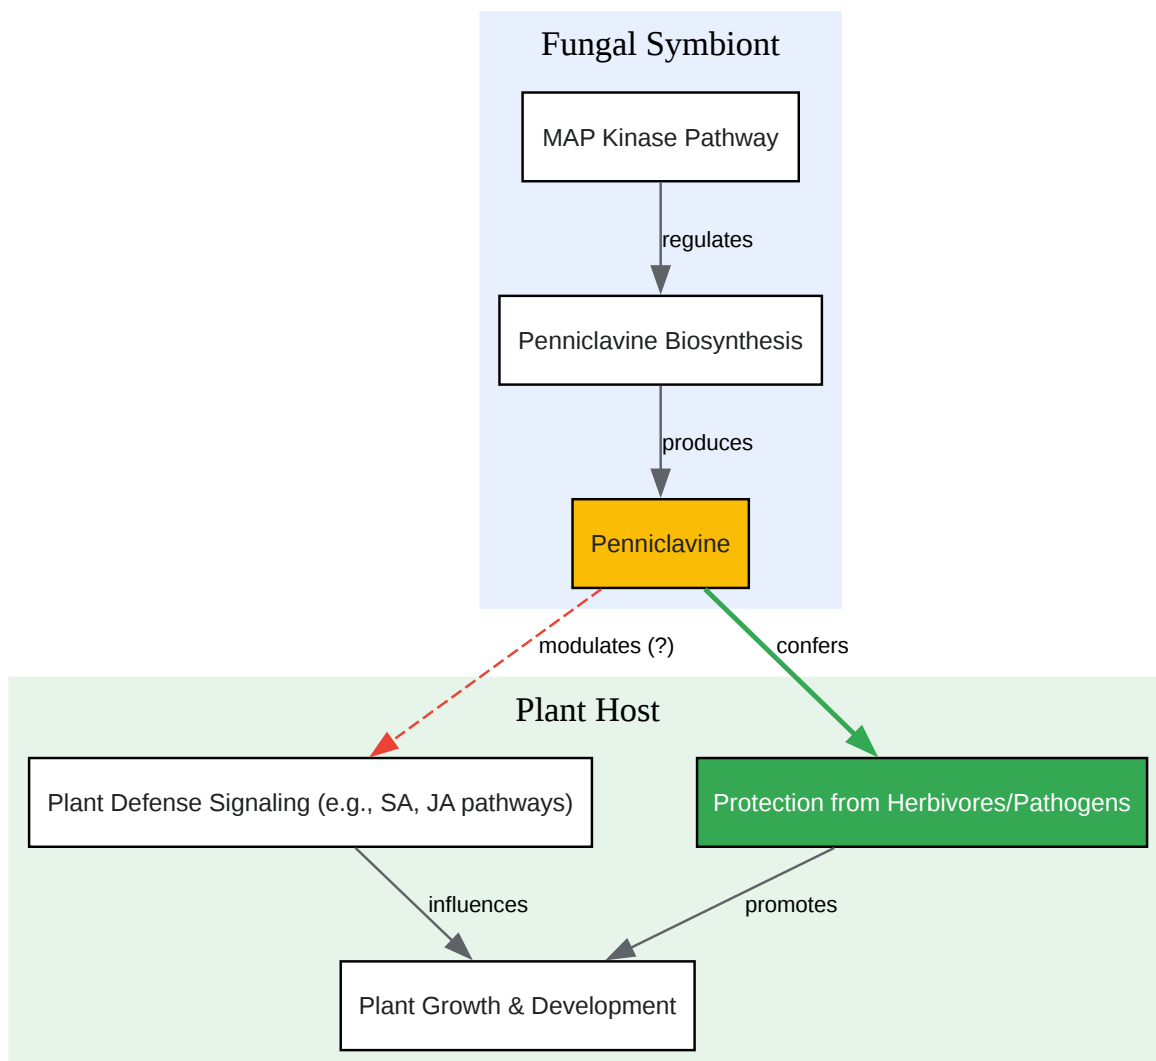 Fungal Symbiont
MAP Kinase Pathway
regulates
Penniclavine Biosynthesis
produces
Penniclavine
modulates (?)
confers
Plant Host
Plant Defense Signaling (e.g., SA, JA pathways)
Protection from Herbivores/Pathogens
influences
promotes
Plant Growth & Development